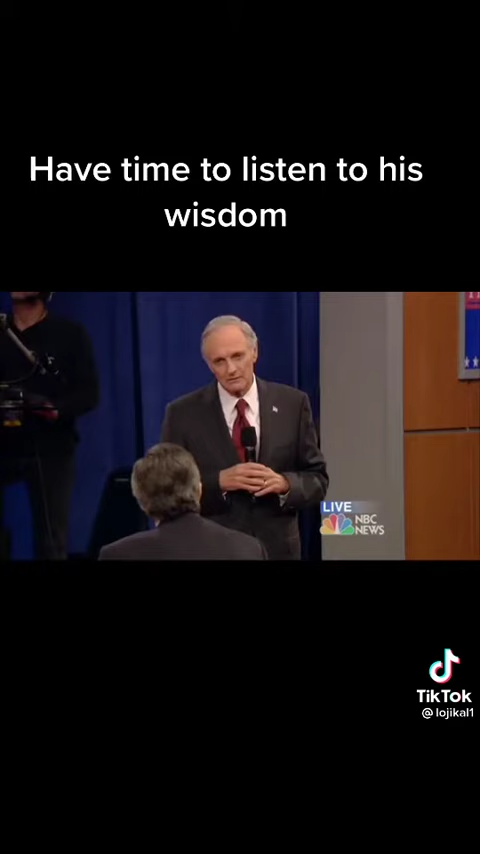 Have time to listen to his
wisdom
LIVE
NBC
NEWS
TikTok
@lojikal1